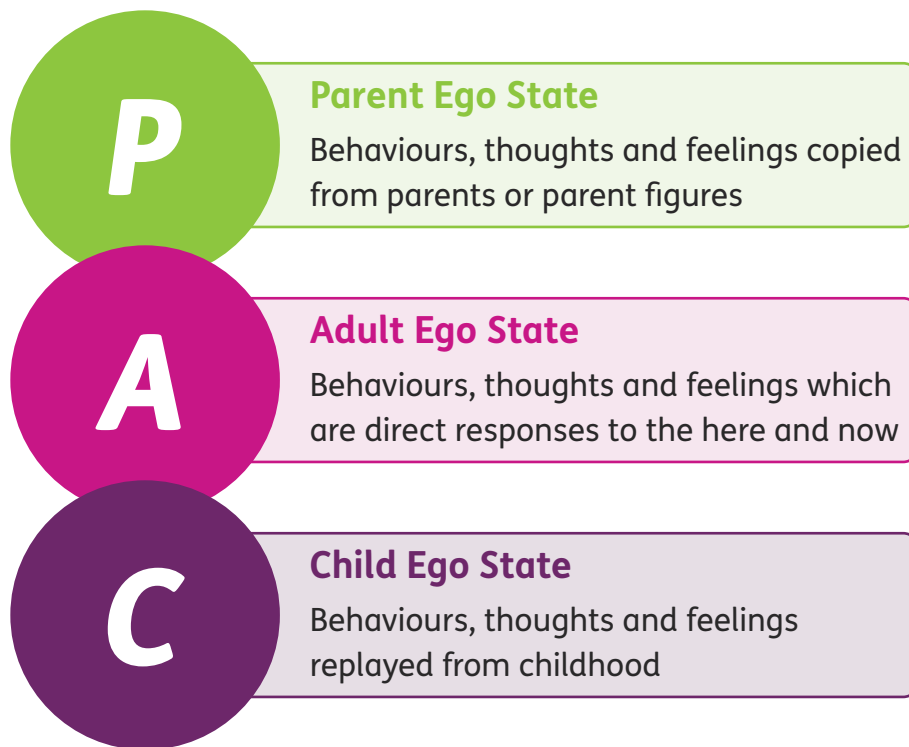 P
Parent Ego State
Behaviours, thoughts and feelings copied
from parents or parent figures
A
Adult Ego State
Behaviours, thoughts and feelings which
are direct responses to the here and now
C
Child Ego State
Behaviours, thoughts and feelings
replayed from childhood